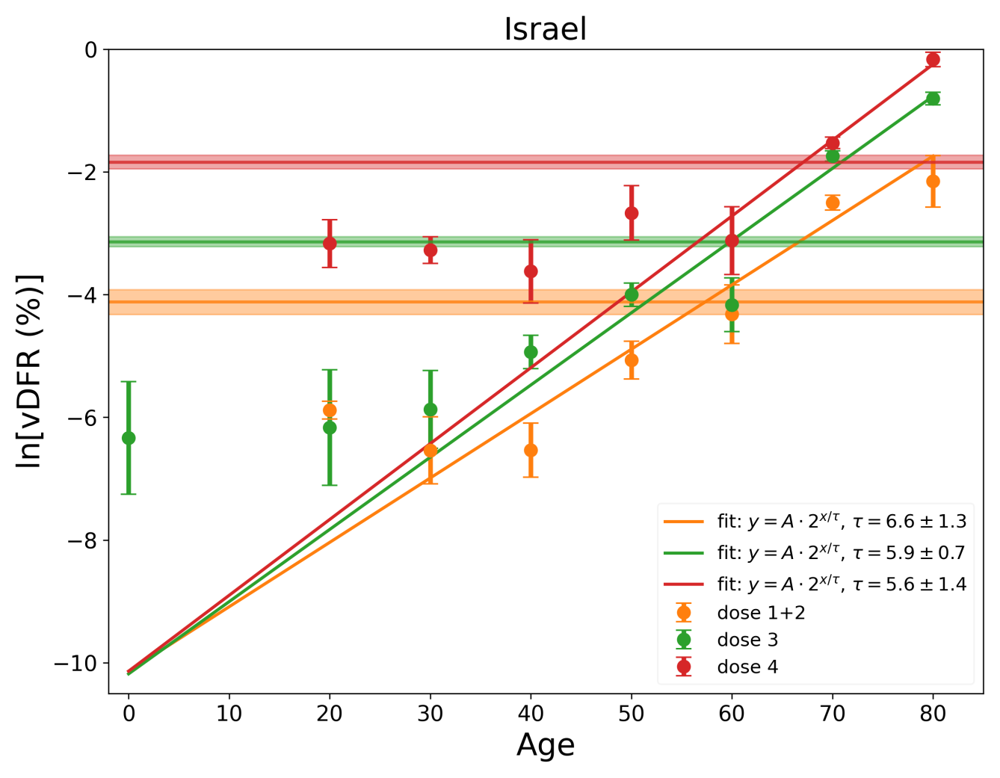 Israel
0
−2
−4
−6
−8
−10
ln[vDFR (%)]
0 10 20 30 40 50 60 70 80
Age
fit: y = A · 2^{x/τ}, τ = 6.6 ± 1.3
fit: y = A · 2^{x/τ}, τ = 5.9 ± 0.7
fit: y = A · 2^{x/τ}, τ = 5.6 ± 1.4
dose 1+2
dose 3
dose 4